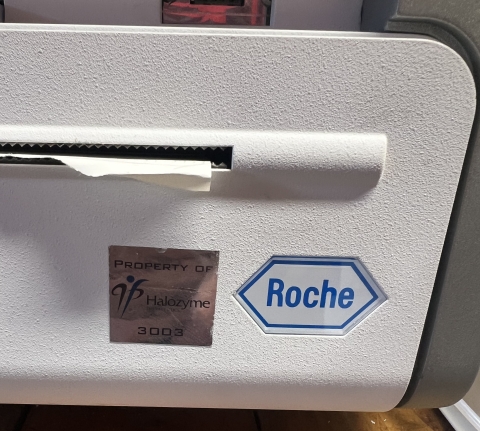 PROPERTY OF
Halozyme
3003
Roche